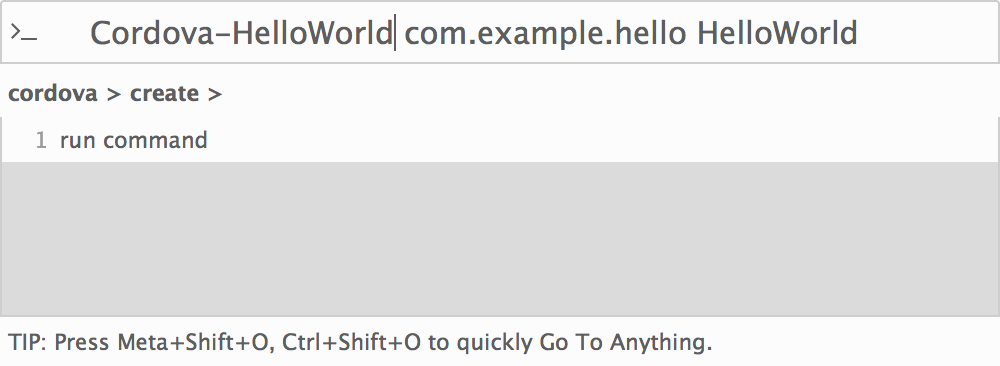 >_ Cordova-HelloWorld com.example.hello HelloWorld
cordova > create >
1 run command
TIP: Press Meta+Shift+O, Ctrl+Shift+O to quickly Go To Anything.